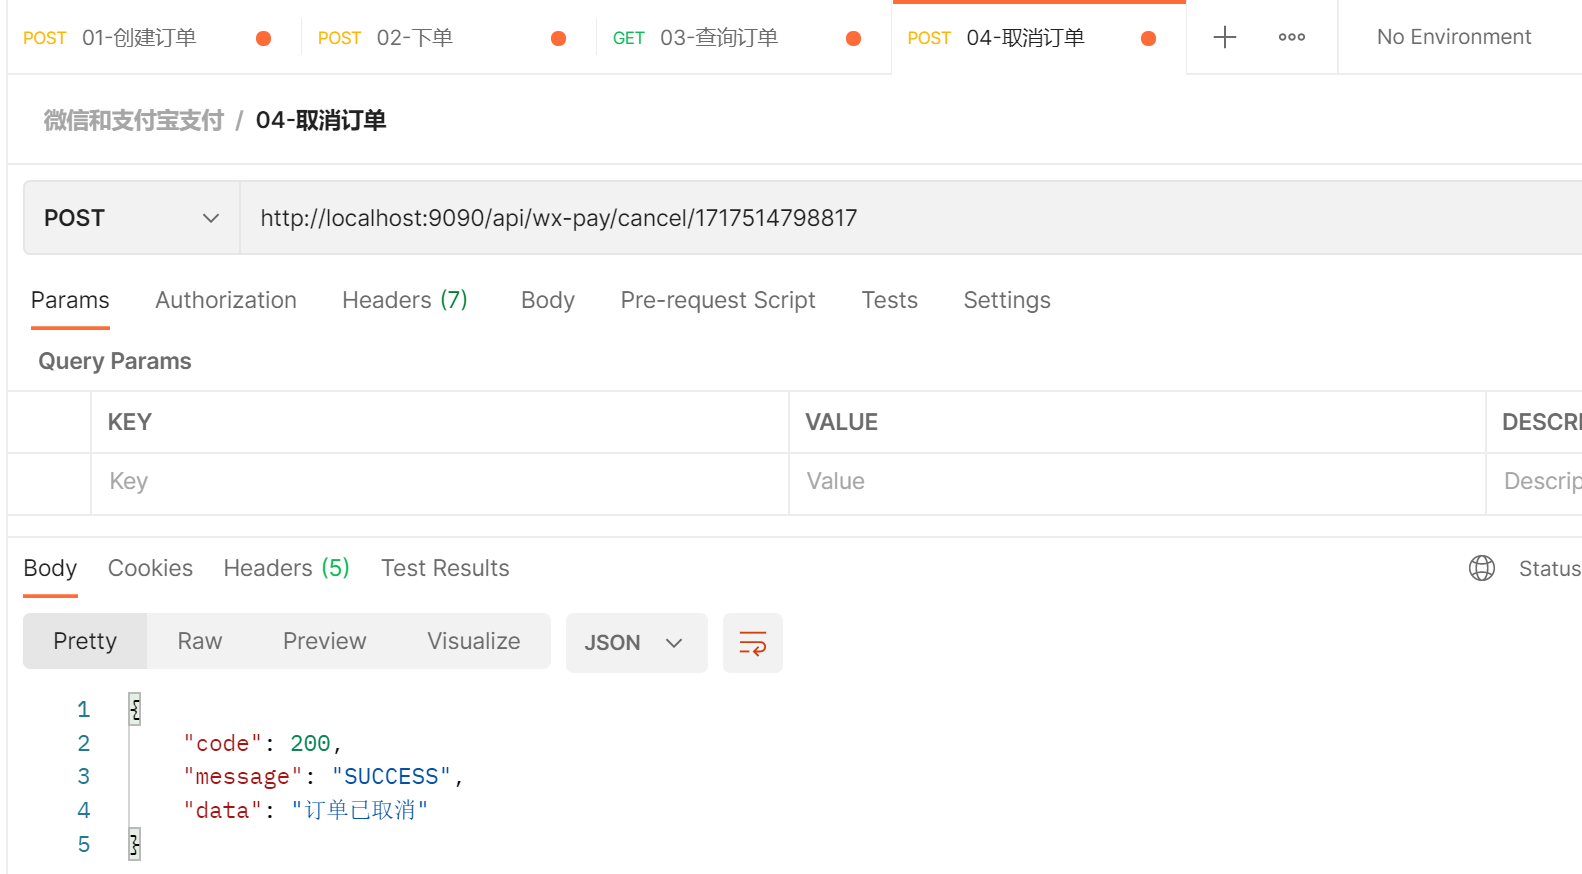 POST 01-创建订单 POST 02-下单 GET 03-查询订单 POST 04-取消订单 No Environment
微信和支付宝支付 / 04-取消订单
POST http://localhost:9090/api/wx-pay/cancel/1717514798817
Params Authorization Headers (7) Body Pre-request Script Tests Settings
Query Params
KEY VALUE DESCRI
Key Value Descrip
Body Cookies Headers (5) Test Results Status
Pretty Raw Preview Visualize JSON
1 {
2 "code": 200,
3 "message": "SUCCESS",
4 "data": "订单已取消"
5 }